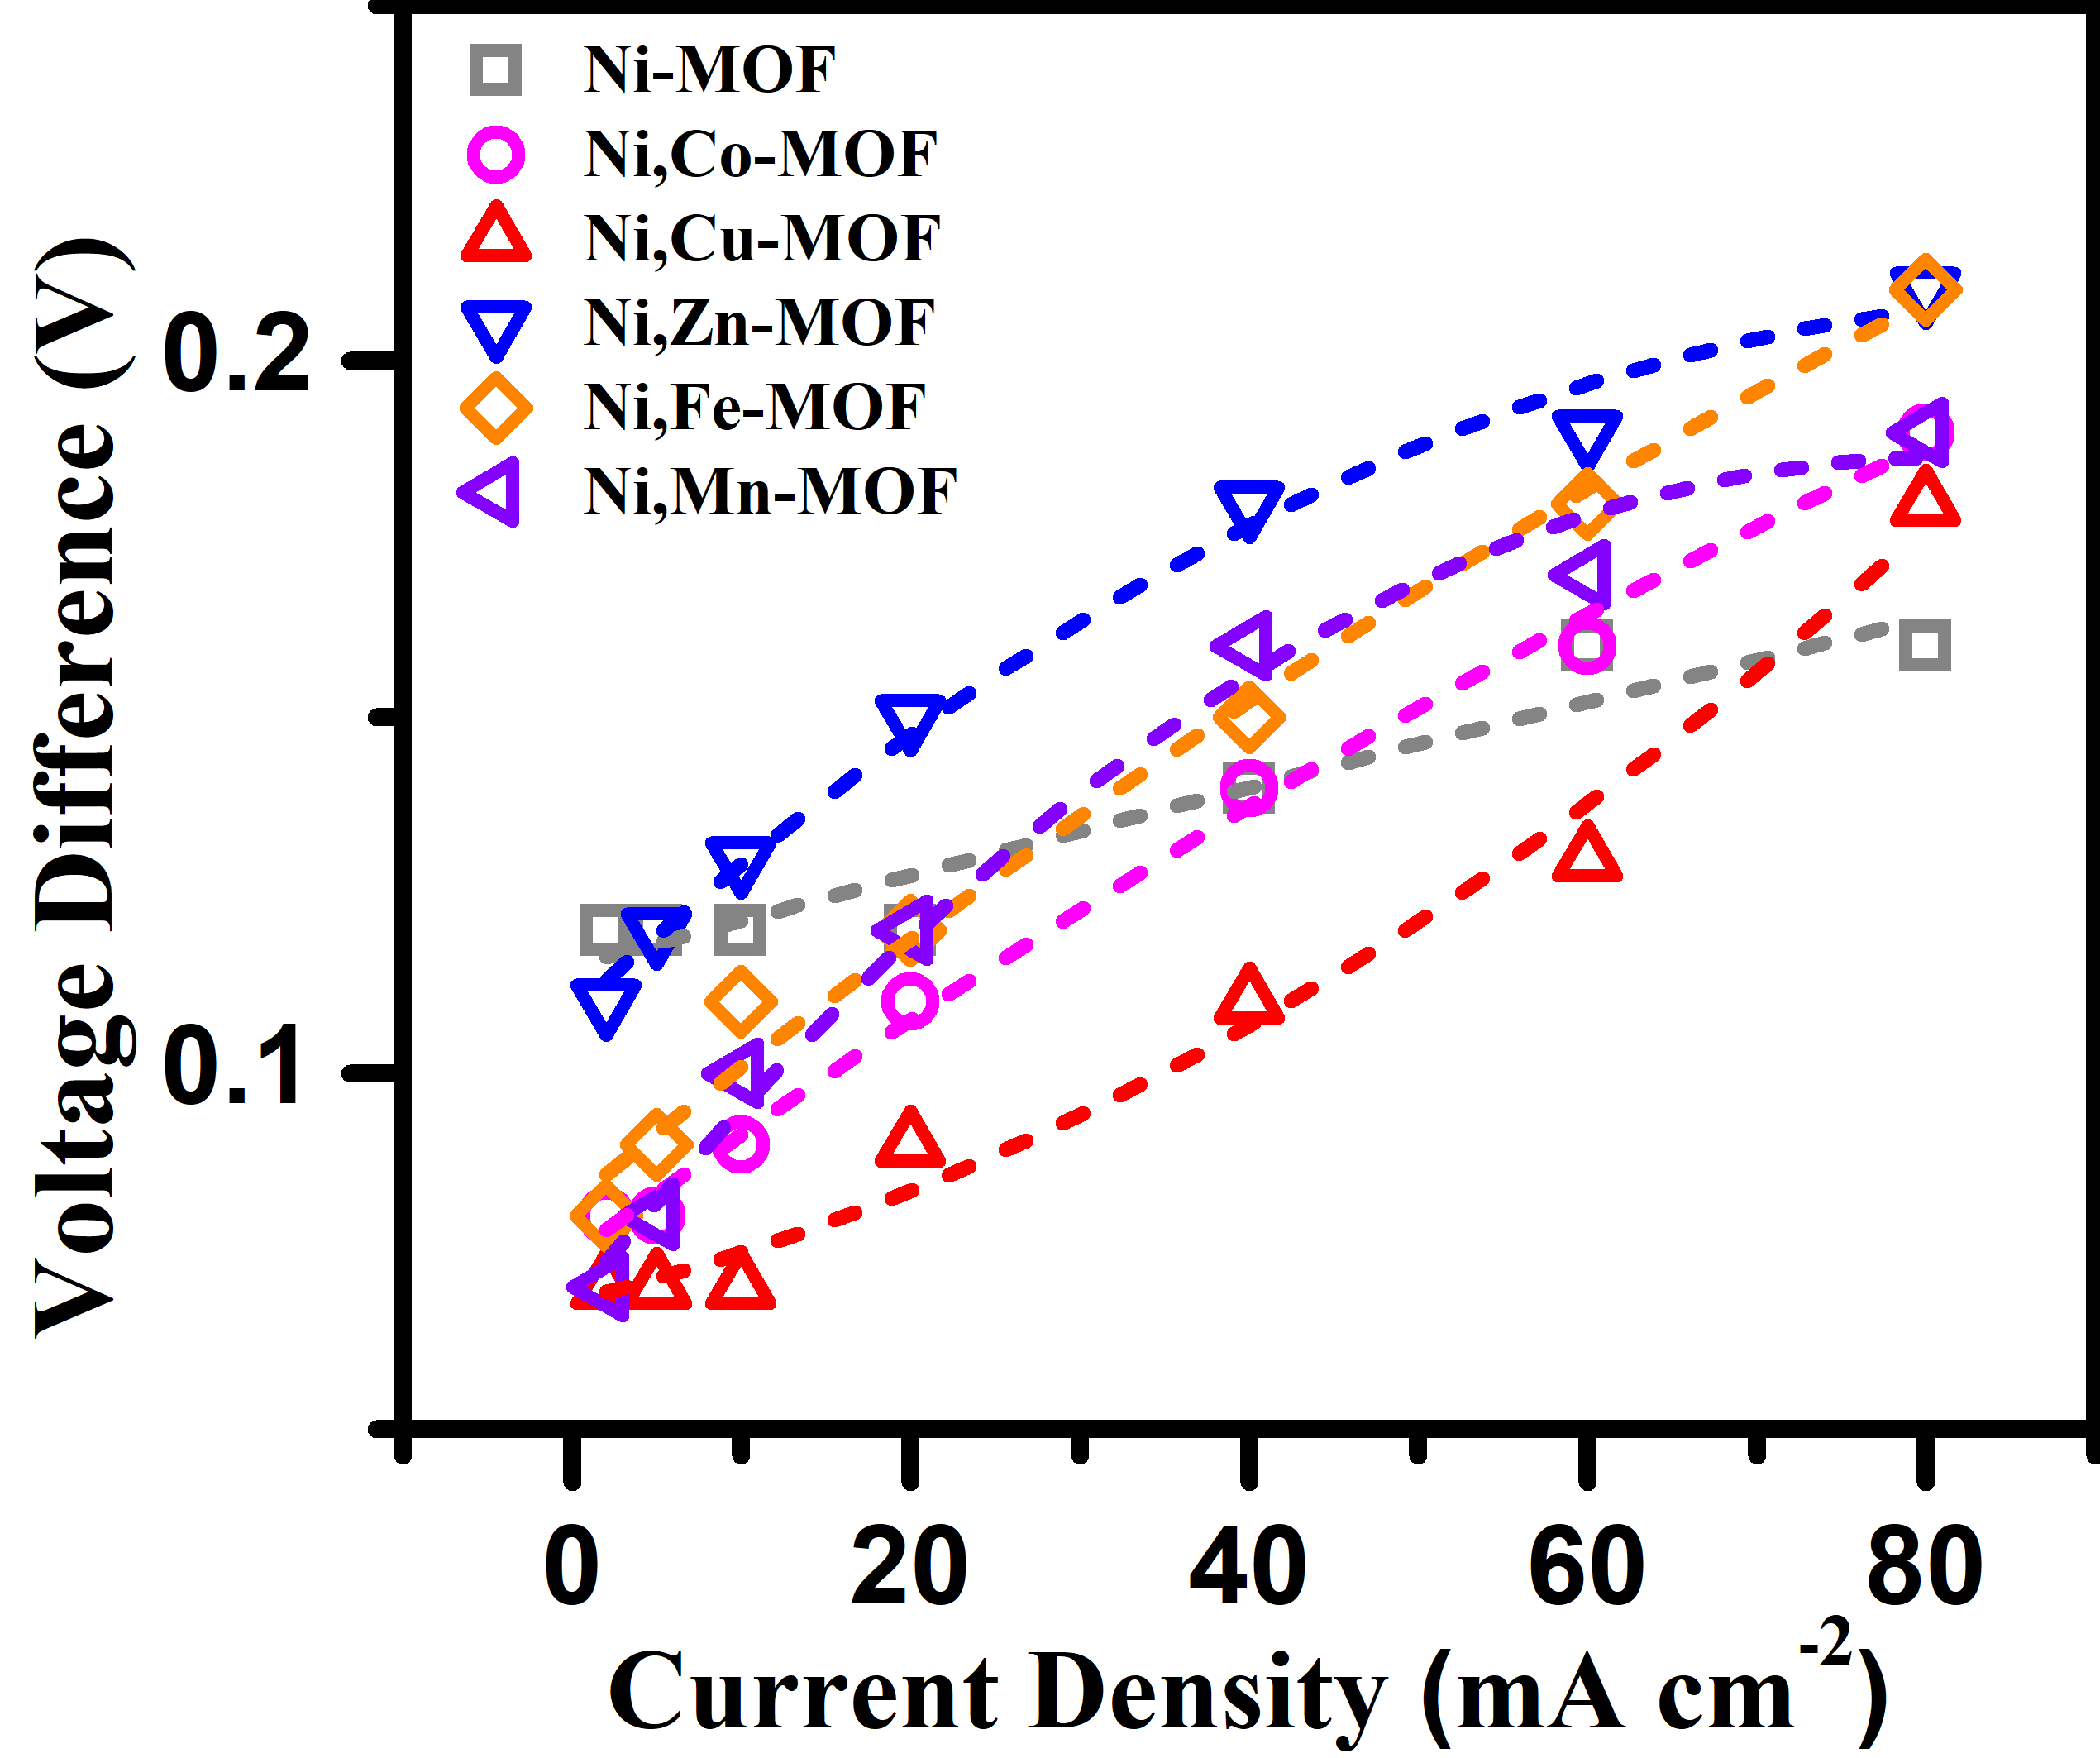 Ni-MOF
Ni,Co-MOF
Ni,Cu-MOF
Ni,Zn-MOF
Ni,Fe-MOF
Ni,Mn-MOF
Voltage Difference (V)
0.2
0.1
0 20 40 60 80
Current Density (mA cm-2)